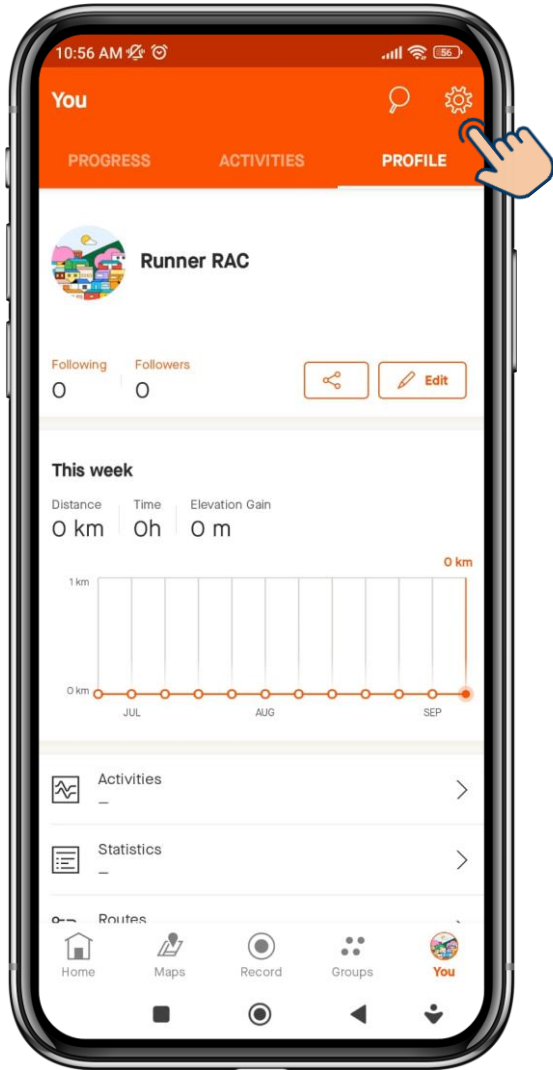 10:56 AM 56
You
PROGRESS ACTIVITIES PROFILE
Runner RAC
Following Followers
0 0
Edit
This week
Distance Time Elevation Gain
0 km 0h 0 m
0 km
1 km
0 km
JUL AUG SEP
Activities
–
Statistics
–
Routes
Home Maps Record Groups You